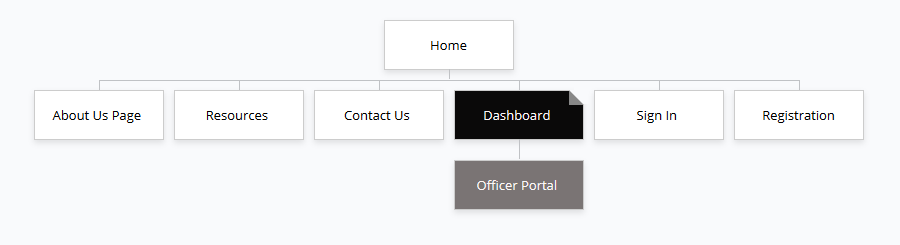 Home
About Us Page
Resources
Contact Us
Dashboard
Sign In
Registration
Officer Portal